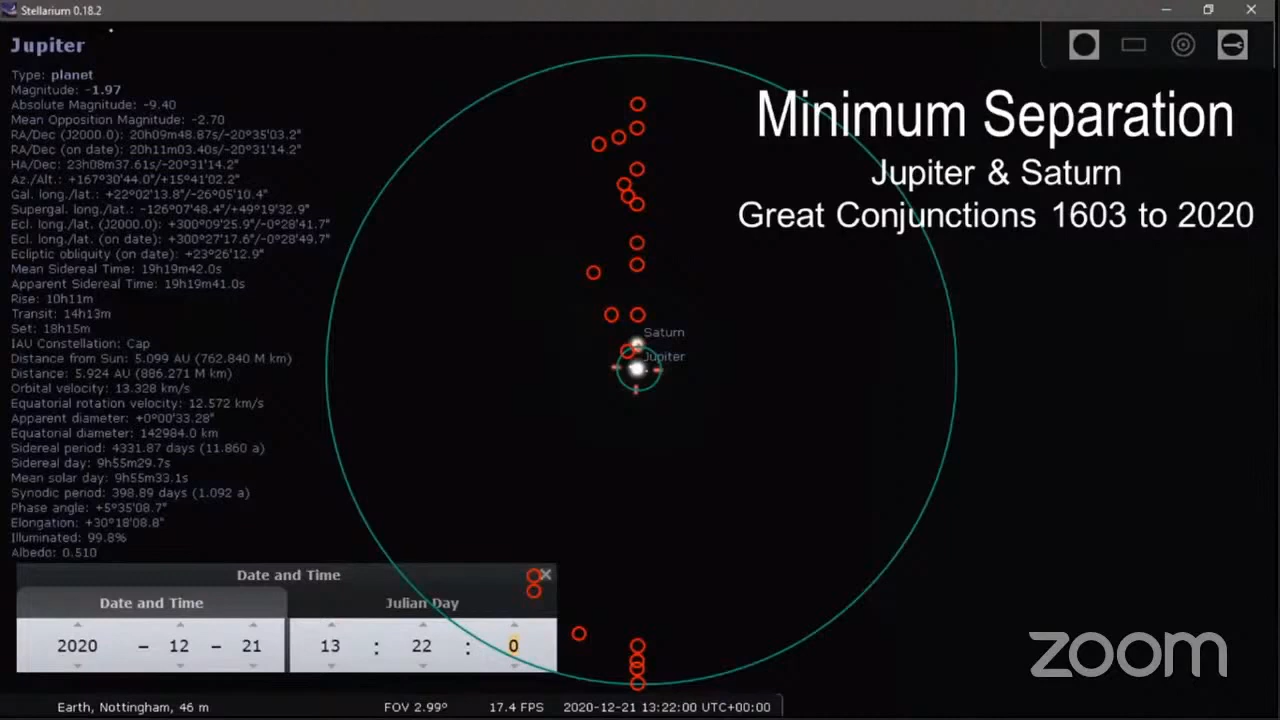 Stellarium 0.18.2
Jupiter
Type: planet
Magnitude: -1.97
Absolute Magnitude: -9.40
Mean Opposition Magnitude: -2.70
RA/Dec (J2000.0): 20h09m48.87s/-20°35'03.2"
RA/Dec (on date): 20h11m03.40s/-20°31'14.2"
HA/Dec: 23h08m37.61s/-20°31'14.2"
Az./Alt.: +167°30'44.0"/+15°41'02.2"
Gal. long./lat.: +22°02'13.8"/-26°05'10.4"
Supergal. long./lat.: -126°07'48.4"/+49°19'32.9"
Ecl. long./lat. (J2000.0): +300°09'25.9"/-0°28'41.7"
Ecl. long./lat. (on date): +300°27'17.6"/-0°28'49.7"
Ecliptic obliquity (on date): +23°26'12.9"
Mean Sidereal Time: 19h19m42.0s
Apparent Sidereal Time: 19h19m41.0s
Rise: 10h11m
Transit: 14h13m
Set: 18h15m
IAU Constellation: Cap
Distance from Sun: 5.099 AU (762.840 M km)
Distance: 5.924 AU (886.271 M km)
Orbital velocity: 13.328 km/s
Equatorial rotation velocity: 12.572 km/s
Apparent diameter: +0°00'33.28"
Equatorial diameter: 142984.0 km
Sidereal period: 4331.87 days (11.860 a)
Sidereal day: 9h55m29.7s
Mean solar day: 9h55m33.1s
Synodic period: 398.89 days (1.092 a)
Phase angle: +5°35'08.7"
Elongation: +30°18'08.8"
Illuminated: 99.8%
Albedo: 0.510
Minimum Separation
Jupiter & Saturn
Great Conjunctions 1603 to 2020
Saturn
Jupiter
Date and Time
Date and Time Julian Day
2020 - 12 - 21 13 : 22 : 0
zoom
Earth, Nottingham, 46 m FOV 2.99° 17.4 FPS 2020-12-21 13:22:00 UTC+00:00